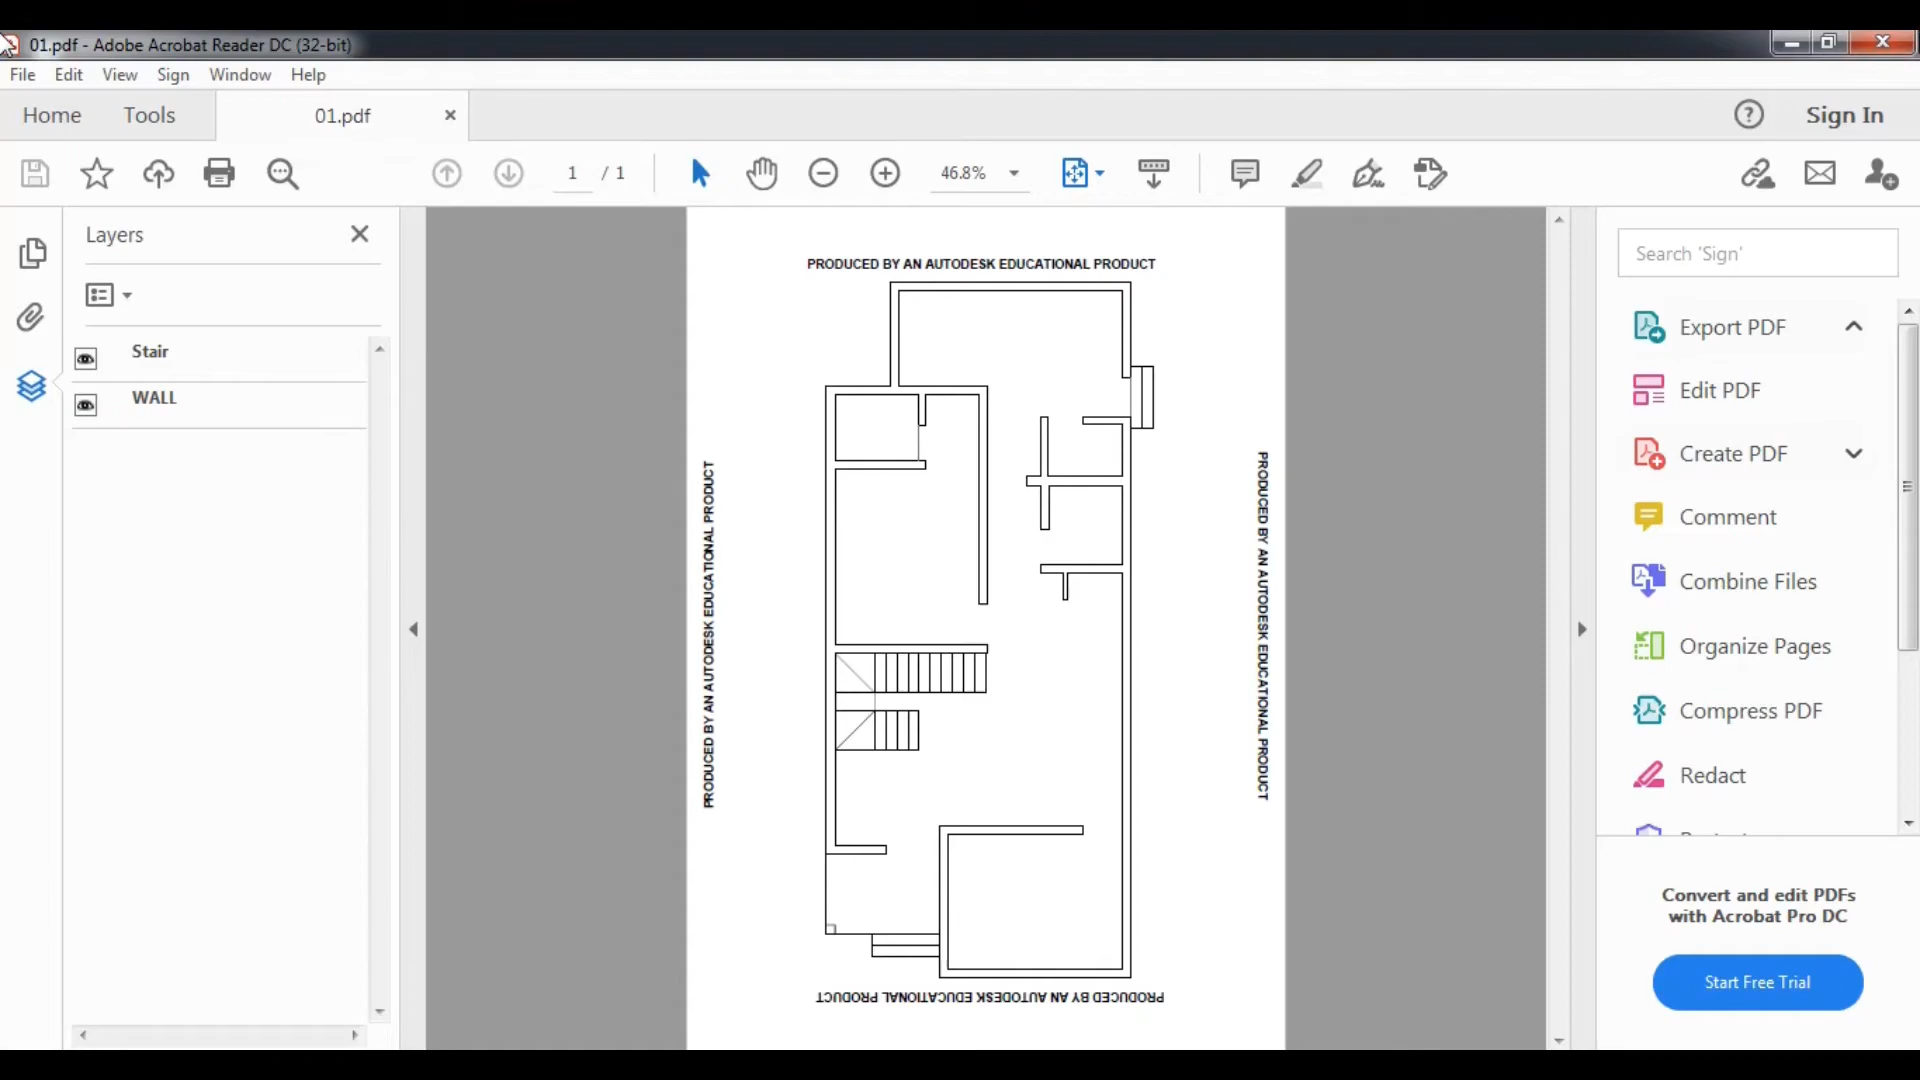 01.pdf - Adobe Acrobat Reader DC (32-bit)
File Edit View Sign Window Help
Home Tools 01.pdf Sign In
1 / 1 46.8%
Layers
Stair
WALL
PRODUCED BY AN AUTODESK EDUCATIONAL PRODUCT
PRODUCED BY AN AUTODESK EDUCATIONAL PRODUCT
PRODUCED BY AN AUTODESK EDUCATIONAL PRODUCT
PRODUCED BY AN AUTODESK EDUCATIONAL PRODUCT
Search 'Sign'
Export PDF
Edit PDF
Create PDF
Comment
Combine Files
Organize Pages
Compress PDF
Redact
Convert and edit PDFs
with Acrobat Pro DC
Start Free Trial